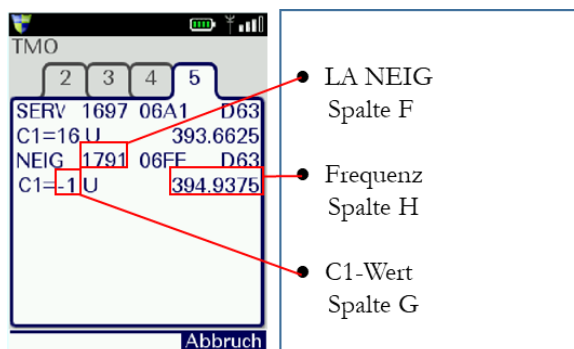 TMO
2 3 4 5
SERV 1697 06A1 D63
C1=16 U 393.6625
NEIG 1791 06FF D63
C1=-1 U 394.9375
Abbruch
LA NEIG
Spalte F
Frequenz
Spalte H
C1-Wert
Spalte G